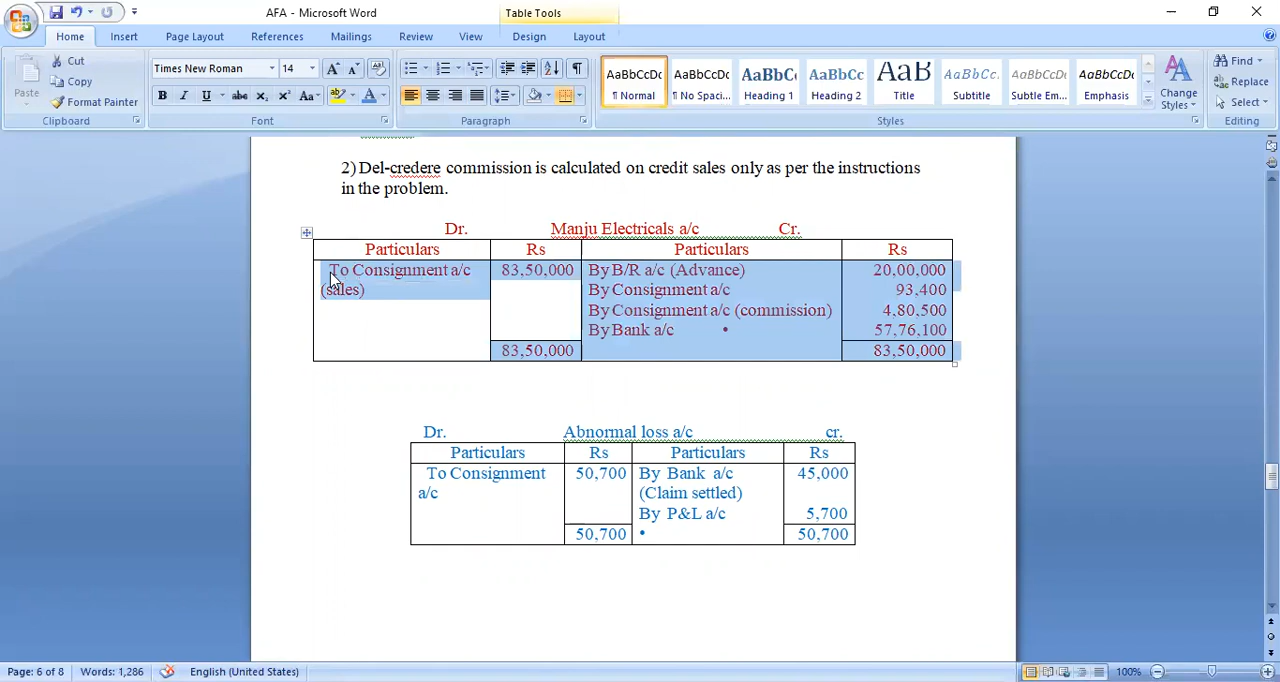 AFA - Microsoft Word
Table Tools
Home Insert Page Layout References Mailings Review View Design Layout
Paste
Cut
Copy
Format Painter
Clipboard
Times New Roman 14
Font
Paragraph
AaBbCcDc AaBbCcDc AaBbC AaBbCc AaB AaBbCc. AaBbCcDc AaBbCcDc
¶ Normal ¶ No Spaci... Heading 1 Heading 2 Title Subtitle Subtle Em... Emphasis
Change Styles
Styles
Find
Replace
Select
Editing
2) Del-credere commission is calculated on credit sales only as per the instructions
in the problem.
Dr. Manju Electricals a/c Cr.
Particulars Rs Particulars Rs
To Consignment a/c 83,50,000 By B/R a/c (Advance) 20,00,000
(sales) By Consignment a/c 93,400
By Consignment a/c (commission) 4,80,500
By Bank a/c • 57,76,100
83,50,000 83,50,000
Dr. Abnormal loss a/c cr.
Particulars Rs Particulars Rs
To Consignment 50,700 By Bank a/c 45,000
a/c (Claim settled)
By P&L a/c 5,700
50,700 • 50,700
Page: 6 of 8 Words: 1,286 English (United States) 100%